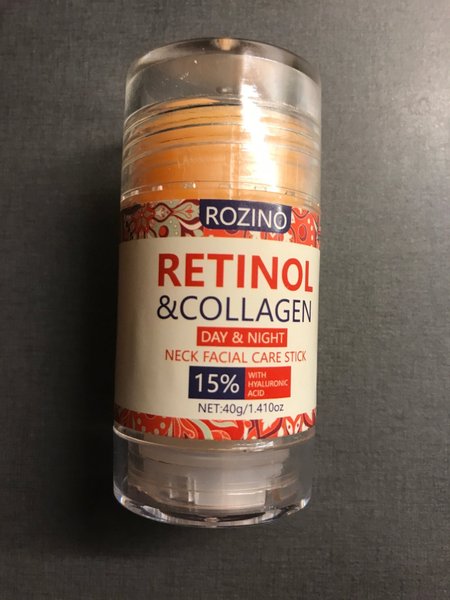 ROZINO
RETINOL
&COLLAGEN
DAY & NIGHT
NECK FACIAL CARE STICK
15% WITH
HYALURONIC
ACID
NET:40g/1.410oz